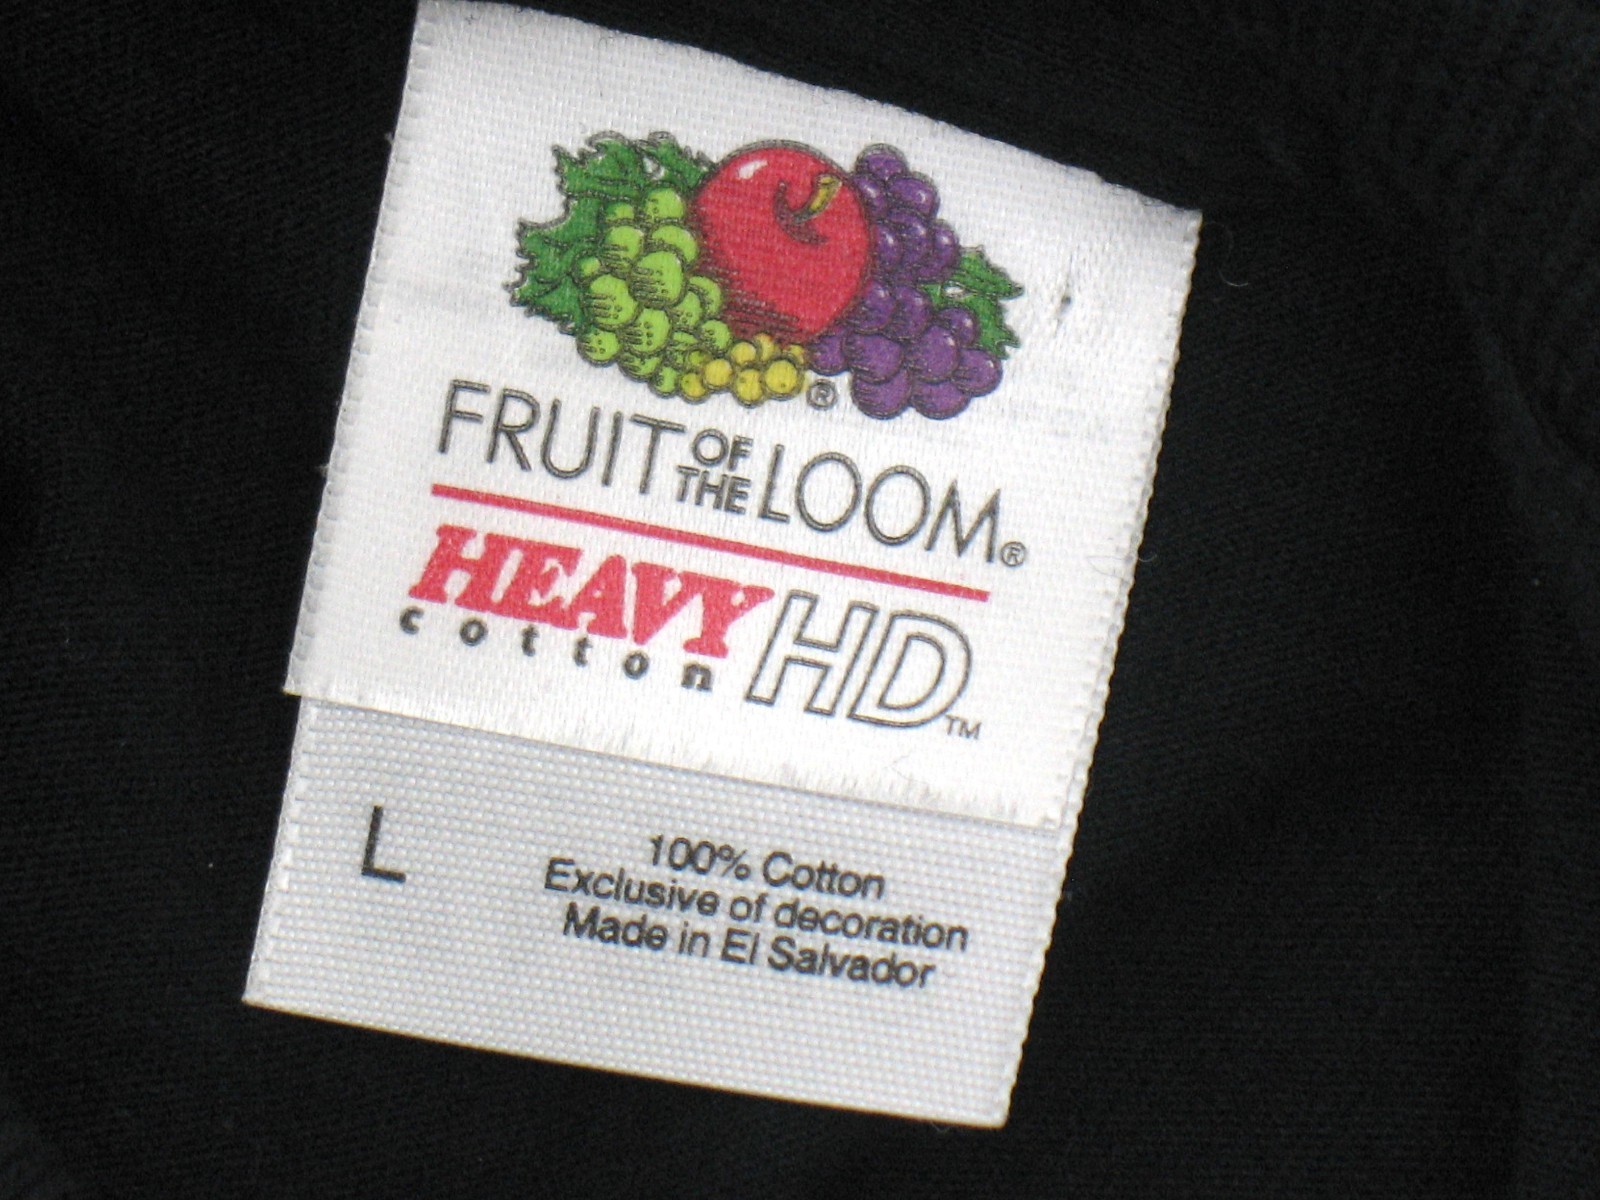 ®
FRUIT OF THE LOOM®
HEAVY HD™
cotton
L
100% Cotton
Exclusive of decoration
Made in El Salvador